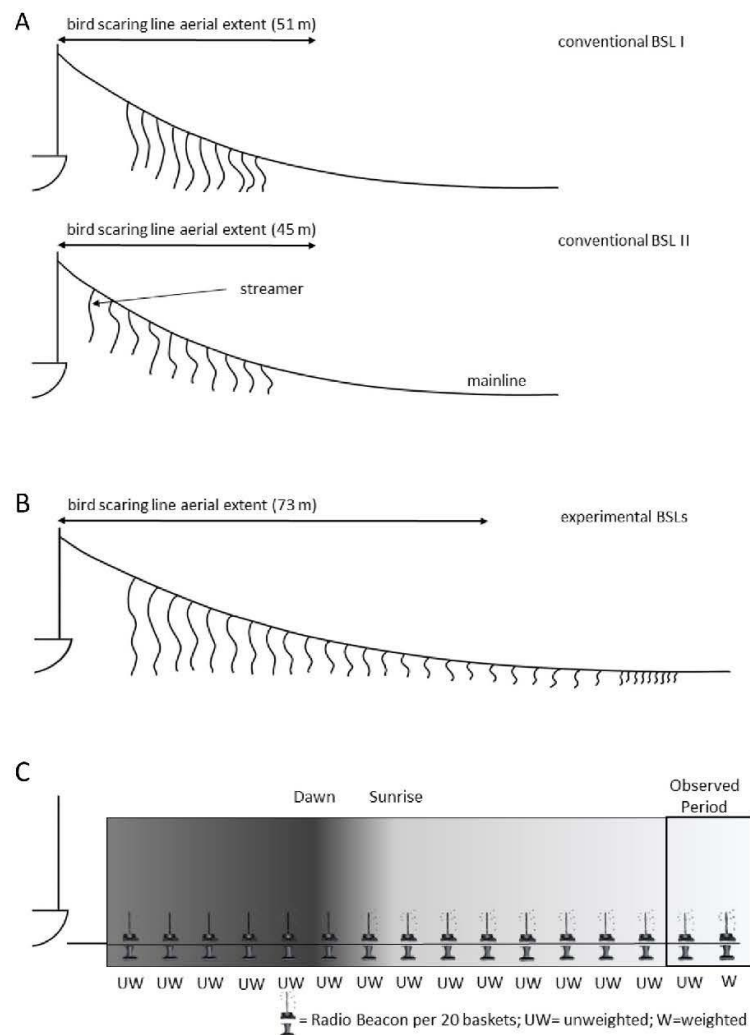 A
bird scaring line aerial extent (51 m)
conventional BSL I
bird scaring line aerial extent (45 m)
conventional BSL II
streamer
mainline
B
bird scaring line aerial extent (73 m)
experimental BSLs
C
Observed
Period
Dawn Sunrise
UW UW UW UW UW UW UW UW UW UW UW UW UW UW UW W
= Radio Beacon per 20 baskets; UW= unweighted; W=weighted